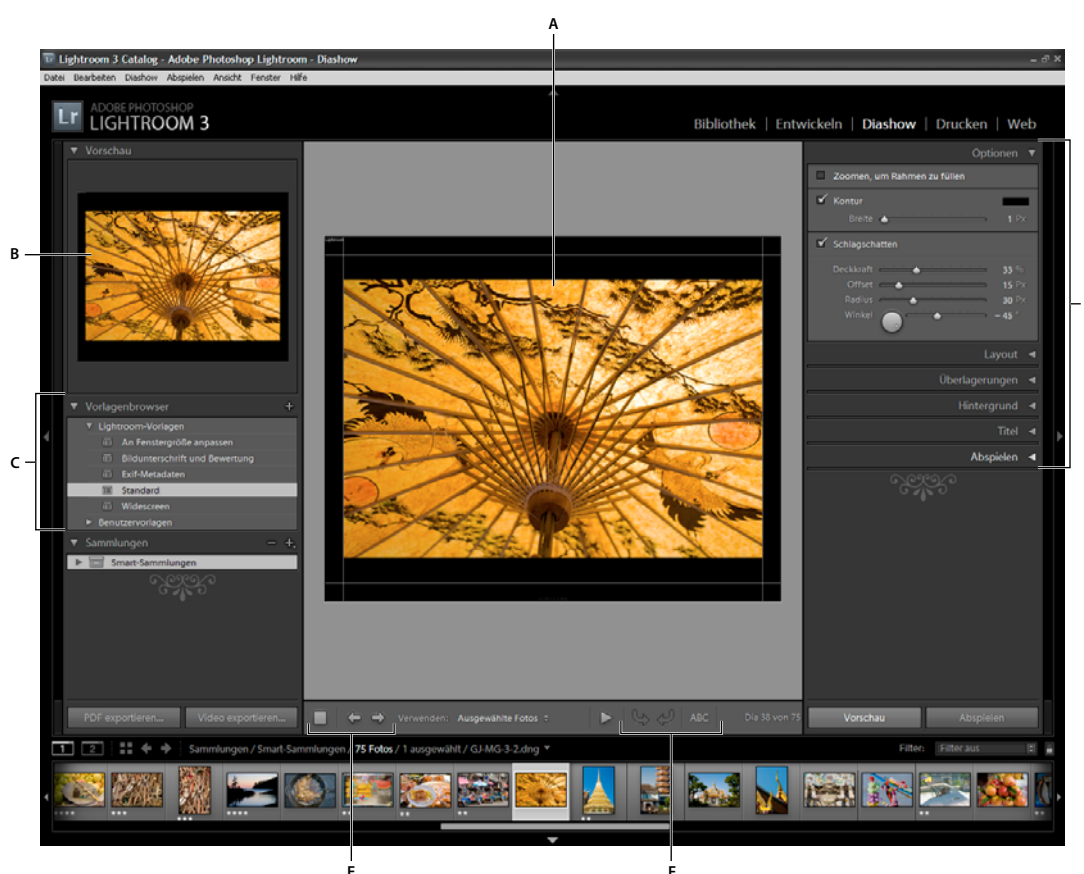 A
Lightroom 3 Catalog - Adobe Photoshop Lightroom - Diashow
Datei Bearbeiten Diashow Abspielen Ansicht Fenster Hilfe
Lr ADOBE PHOTOSHOP
LIGHTROOM 3
Bibliothek | Entwickeln | Diashow | Drucken | Web
Vorschau
B
C
Vorlagenbrowser +
Lightroom-Vorlagen
An Fenstergröße anpassen
Bildunterschrift und Bewertung
Exif-Metadaten
Standard
Widescreen
Benutzervorlagen
Sammlungen − +
Smart-Sammlungen
PDF exportieren... Video exportieren...
Optionen
Zoomen, um Rahmen zu füllen
Kontur
Breite 1 Px
Schlagschatten
Deckkraft 33 %
Offset 15 Px
Radius 30 Px
Winkel - 45 °
Layout
Überlagerungen
Hintergrund
Titel
Abspielen
Verwenden: Ausgewählte Fotos ABC Dia 38 von 75
Vorschau Abspielen
1 2 Sammlungen / Smart-Sammlungen / 75 Fotos / 1 ausgewählt / GJ-MG-3-2.dng Filter: Filter aus